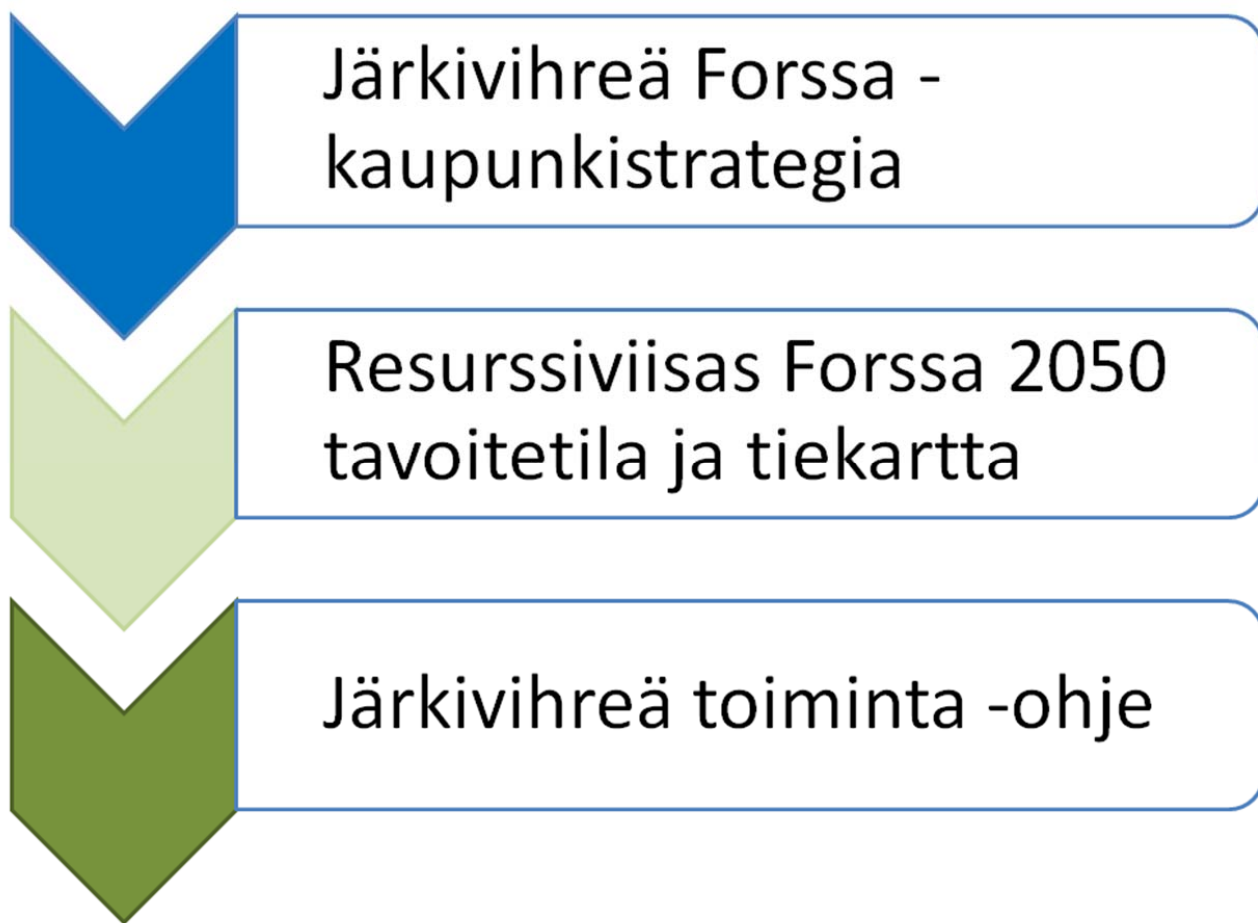 Järkivihreä Forssa -
kaupunkistrategia
Resurssiviisas Forssa 2050
tavoitetila ja tiekartta
Järkivihreä toiminta -ohje